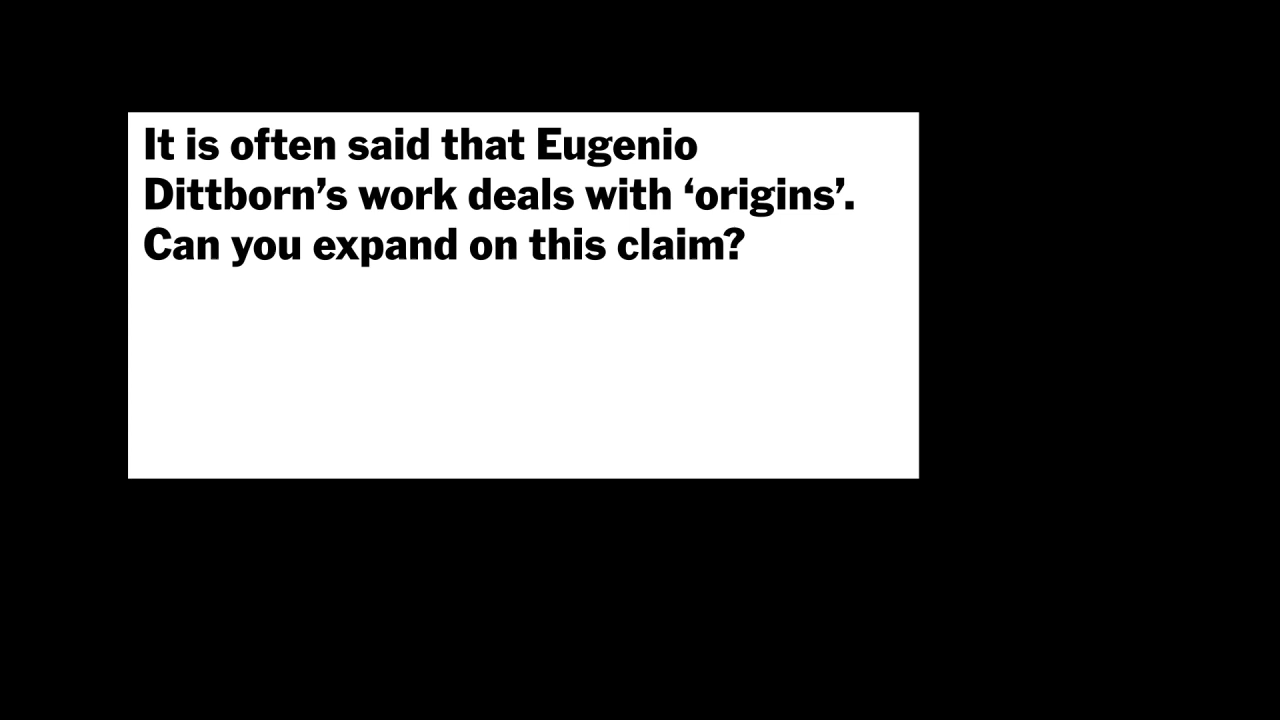 It is often said that Eugenio
Dittborn’s work deals with ‘origins’.
Can you expand on this claim?